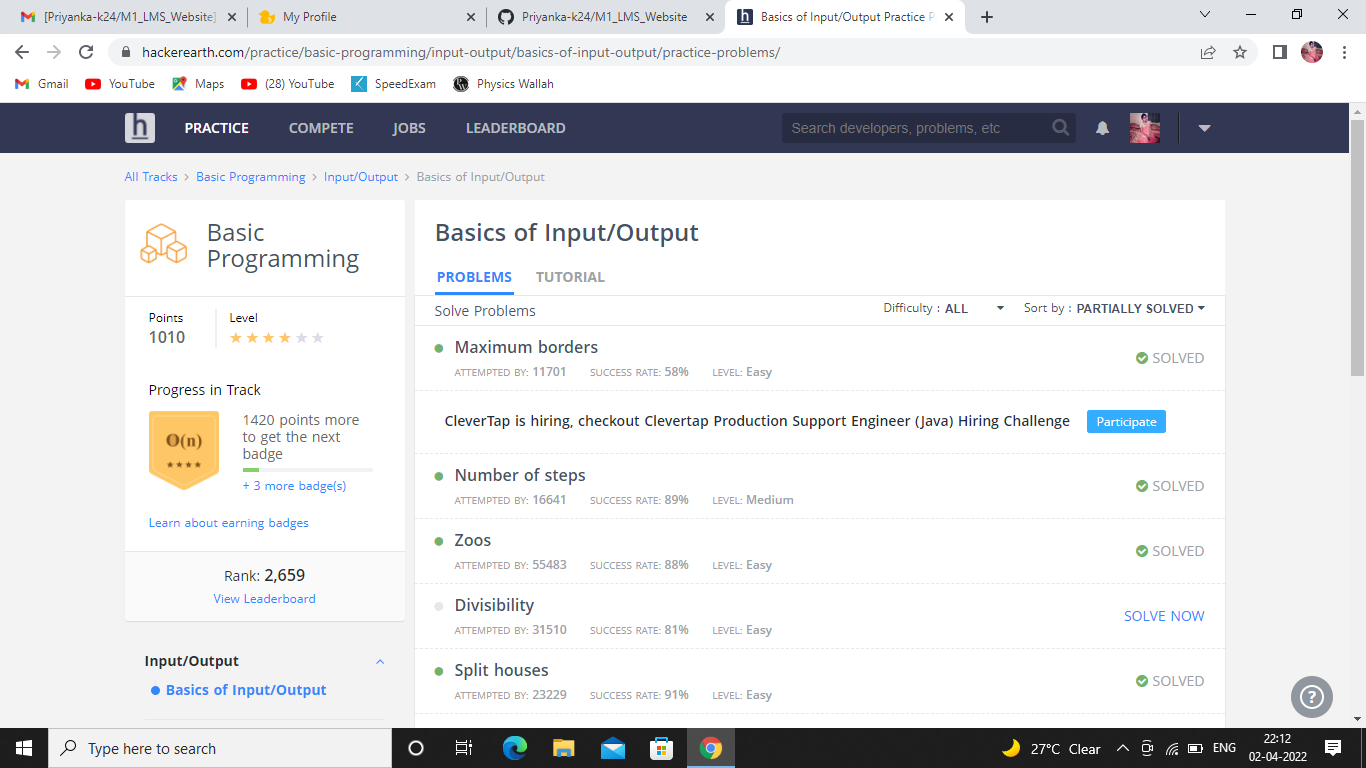 [Priyanka-k24/M1_LMS_Website]
My Profile
Priyanka-k24/M1_LMS_Website
Basics of Input/Output Practice P
hackerearth.com/practice/basic-programming/input-output/basics-of-input-output/practice-problems/
Gmail
YouTube
Maps
(28) YouTube
SpeedExam
Physics Wallah
h
PRACTICE
COMPETE
JOBS
LEADERBOARD
Search developers, problems, etc
All Tracks > Basic Programming > Input/Output > Basics of Input/Output
Basic
Programming
Points
1010
Level
Progress in Track
O(n)
1420 points more
to get the next
badge
+ 3 more badge(s)
Learn about earning badges
Rank: 2,659
View Leaderboard
Input/Output
Basics of Input/Output
Basics of Input/Output
PROBLEMS
TUTORIAL
Solve Problems
Difficulty : ALL
Sort by : PARTIALLY SOLVED
Maximum borders
ATTEMPTED BY: 11701 SUCCESS RATE: 58% LEVEL: Easy
SOLVED
CleverTap is hiring, checkout Clevertap Production Support Engineer (Java) Hiring Challenge
Participate
Number of steps
ATTEMPTED BY: 16641 SUCCESS RATE: 89% LEVEL: Medium
SOLVED
Zoos
ATTEMPTED BY: 55483 SUCCESS RATE: 88% LEVEL: Easy
SOLVED
Divisibility
ATTEMPTED BY: 31510 SUCCESS RATE: 81% LEVEL: Easy
SOLVE NOW
Split houses
ATTEMPTED BY: 23229 SUCCESS RATE: 91% LEVEL: Easy
SOLVED
?
Type here to search
27°C Clear
ENG
22:12
02-04-2022